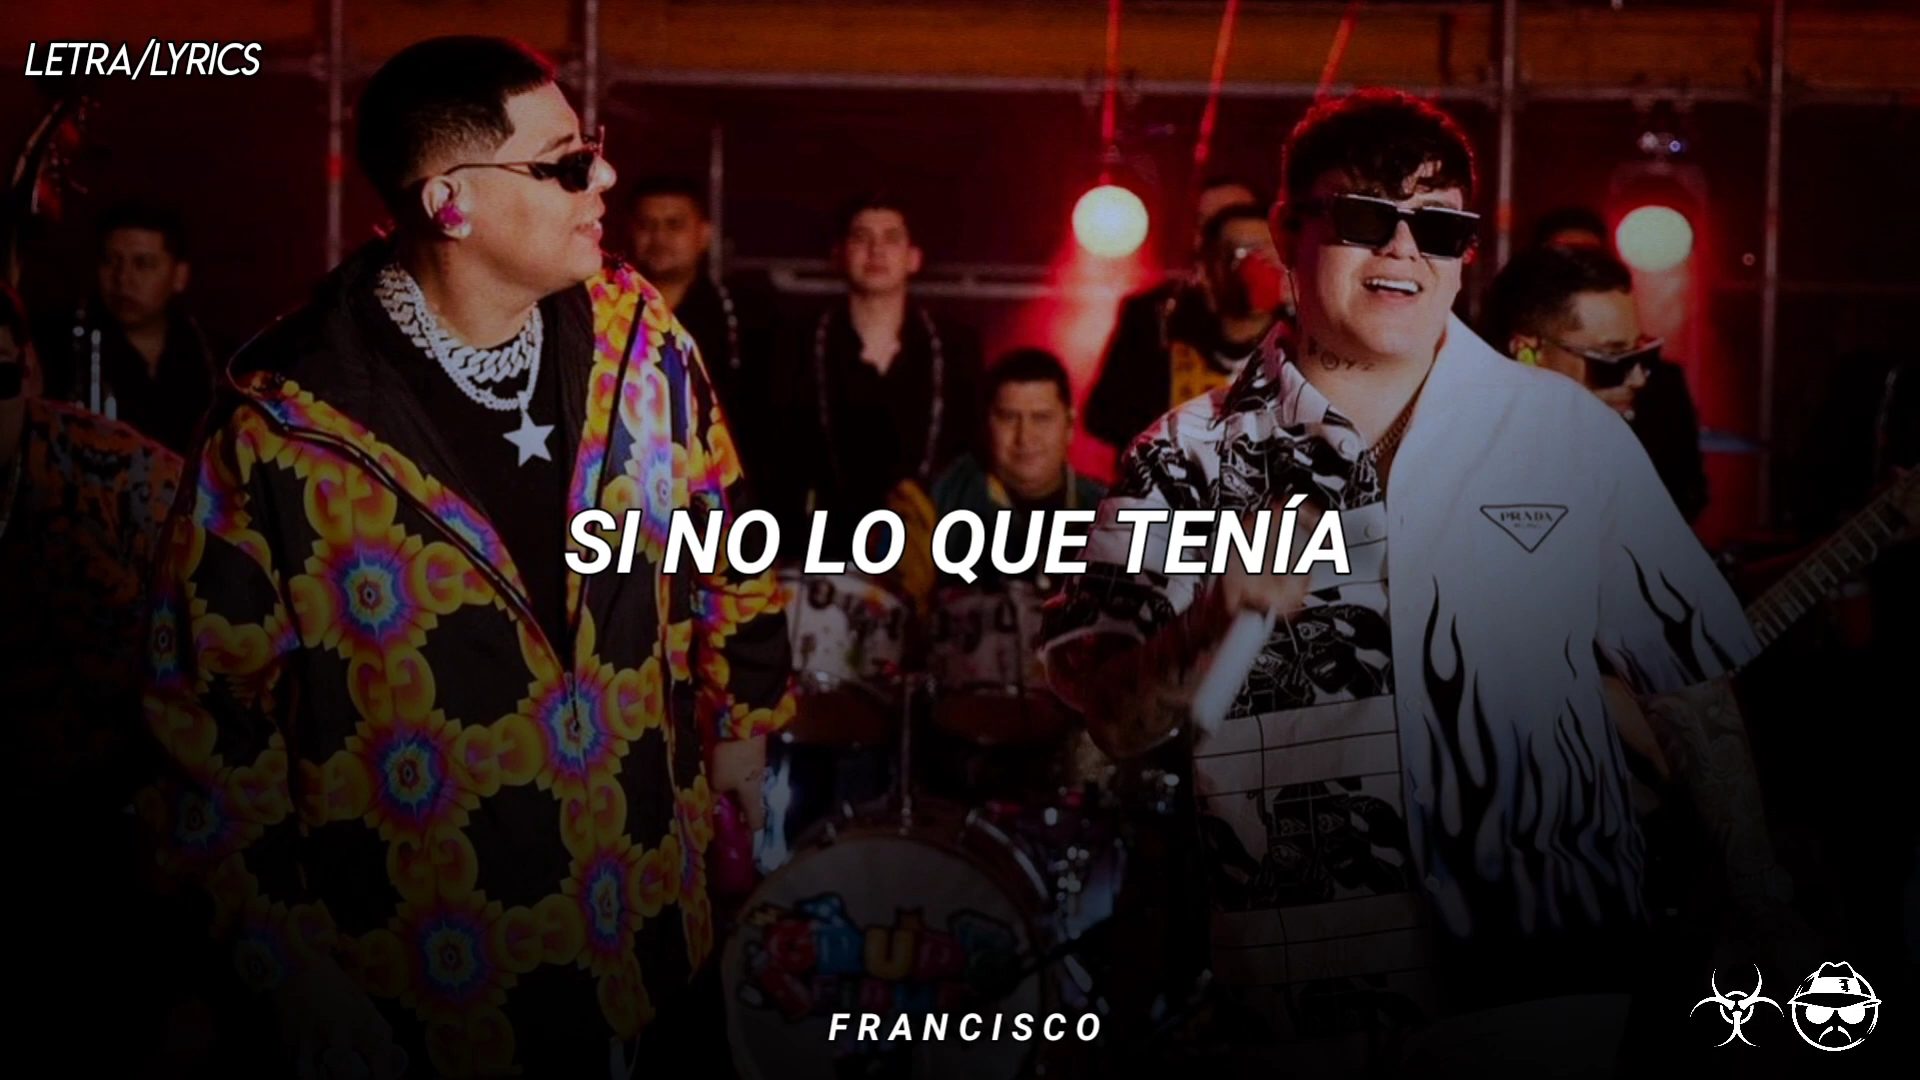 LETRA/LYRICS
PRADA
SI NO LO QUE TENÍA
FRANCISCO